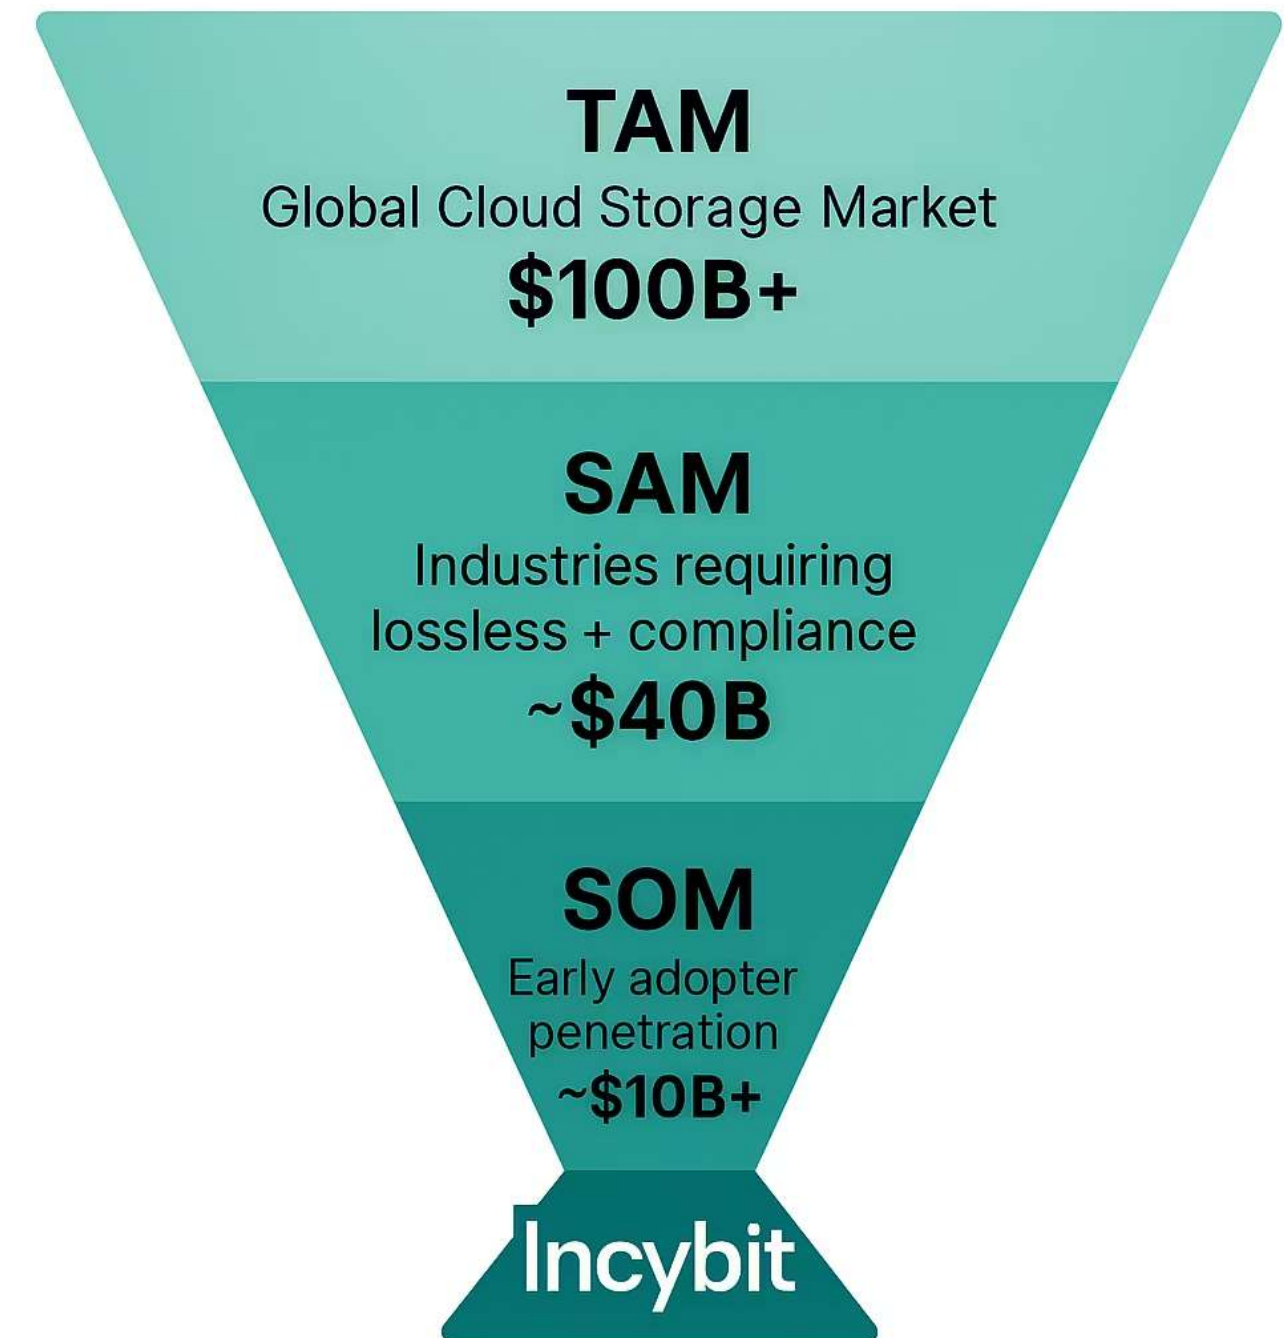 TAM
Global Cloud Storage Market
$100B+
SAM
Industries requiring
lossless + compliance
~$40B
SOM
Early adopter
penetration
~$10B+
Incybit